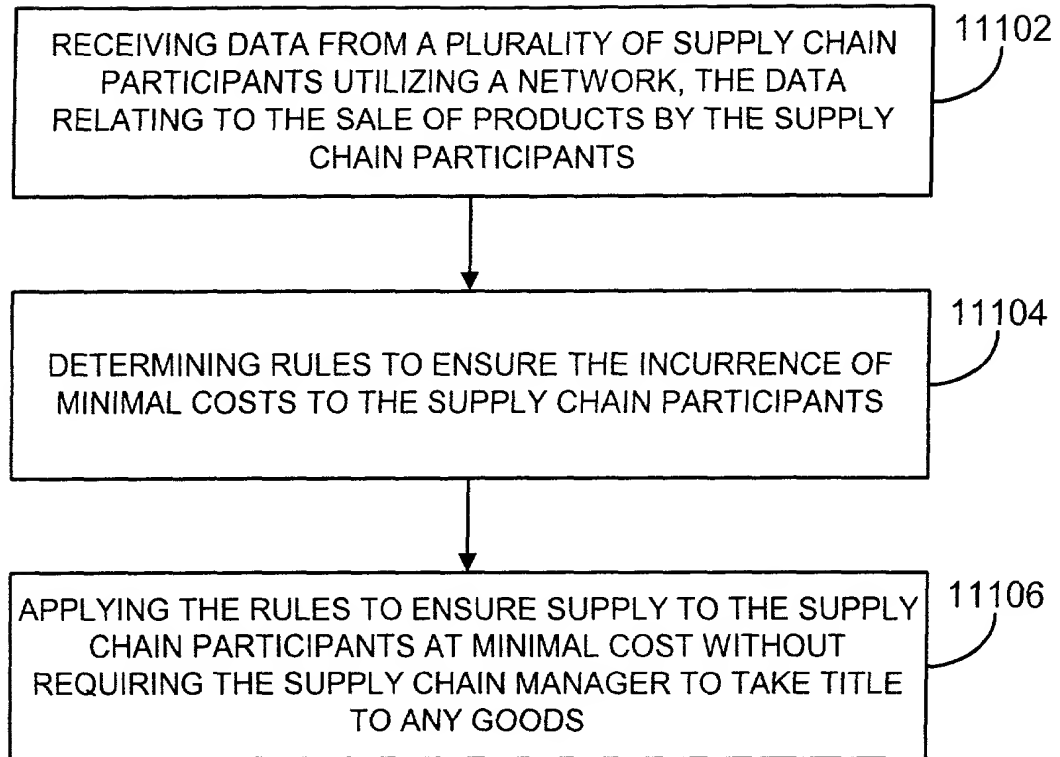 RECEIVING DATA FROM A PLURALITY OF SUPPLY CHAIN
PARTICIPANTS UTILIZING A NETWORK, THE DATA
RELATING TO THE SALE OF PRODUCTS BY THE SUPPLY
CHAIN PARTICIPANTS
11102
DETERMINING RULES TO ENSURE THE INCURRENCE OF
MINIMAL COSTS TO THE SUPPLY CHAIN PARTICIPANTS
11104
APPLYING THE RULES TO ENSURE SUPPLY TO THE SUPPLY
CHAIN PARTICIPANTS AT MINIMAL COST WITHOUT
REQUIRING THE SUPPLY CHAIN MANAGER TO TAKE TITLE
TO ANY GOODS
11106